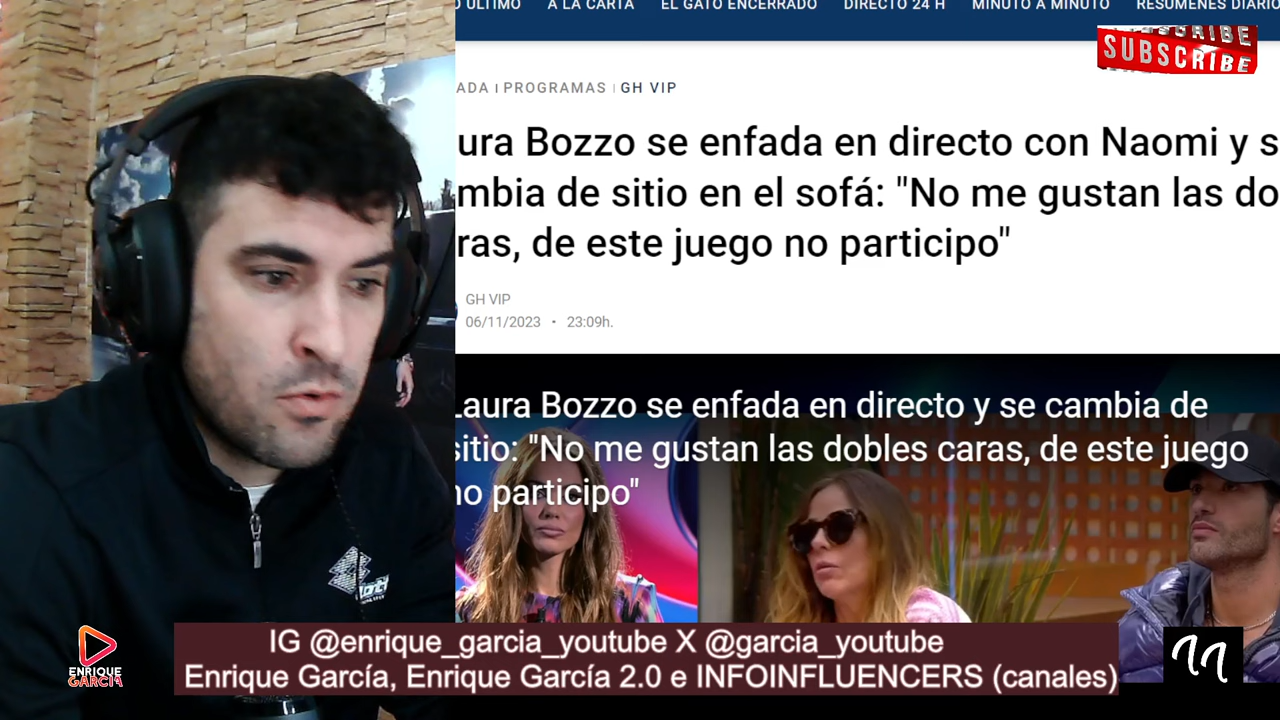 O ÚLTIMO A LA CARTA EL GATO ENCERRADO DIRECTO 24 H MINUTO A MINUTO RESÚMENES DIARIO
SUBSCRIBE
SUBSCRIBE
ADA | PROGRAMAS | GH VIP
ura Bozzo se enfada en directo con Naomi y s
mbia de sitio en el sofá: "No me gustan las do
ras, de este juego no participo"
GH VIP
06/11/2023 • 23:09h.
Laura Bozzo se enfada en directo y se cambia de
sitio: "No me gustan las dobles caras, de este juego
no participo"
IG @enrique_garcia_youtube X @garcia_youtube
Enrique García, Enrique García 2.0 e INFOINFLUENCERS (canales)
ENRIQUE
GARCÍA